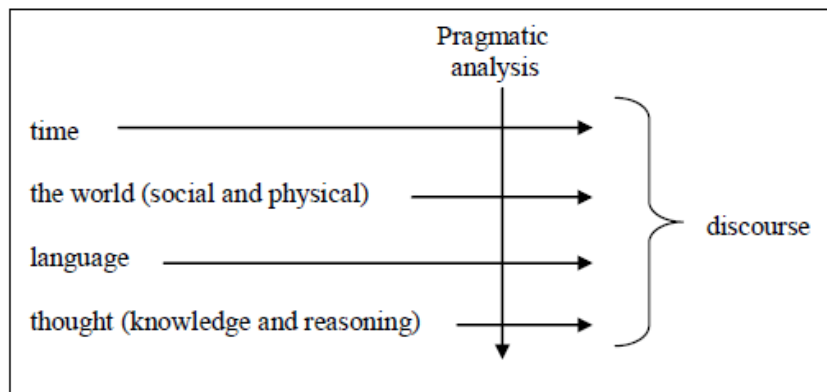 Pragmatic
analysis
time
the world (social and physical)
language
thought (knowledge and reasoning)
discourse